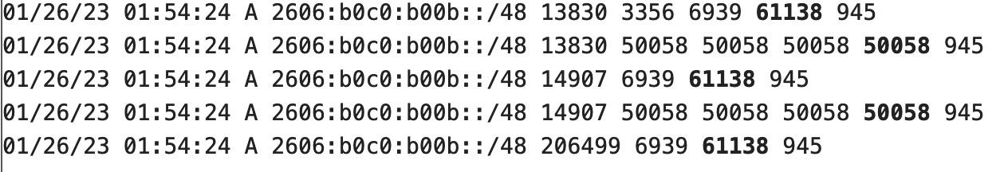 01/26/23 01:54:24 A 2606:b0c0:b00b::/48 13830 3356 6939 61138 945
01/26/23 01:54:24 A 2606:b0c0:b00b::/48 13830 50058 50058 50058 50058 945
01/26/23 01:54:24 A 2606:b0c0:b00b::/48 14907 6939 61138 945
01/26/23 01:54:24 A 2606:b0c0:b00b::/48 14907 50058 50058 50058 50058 945
01/26/23 01:54:24 A 2606:b0c0:b00b::/48 206499 6939 61138 945